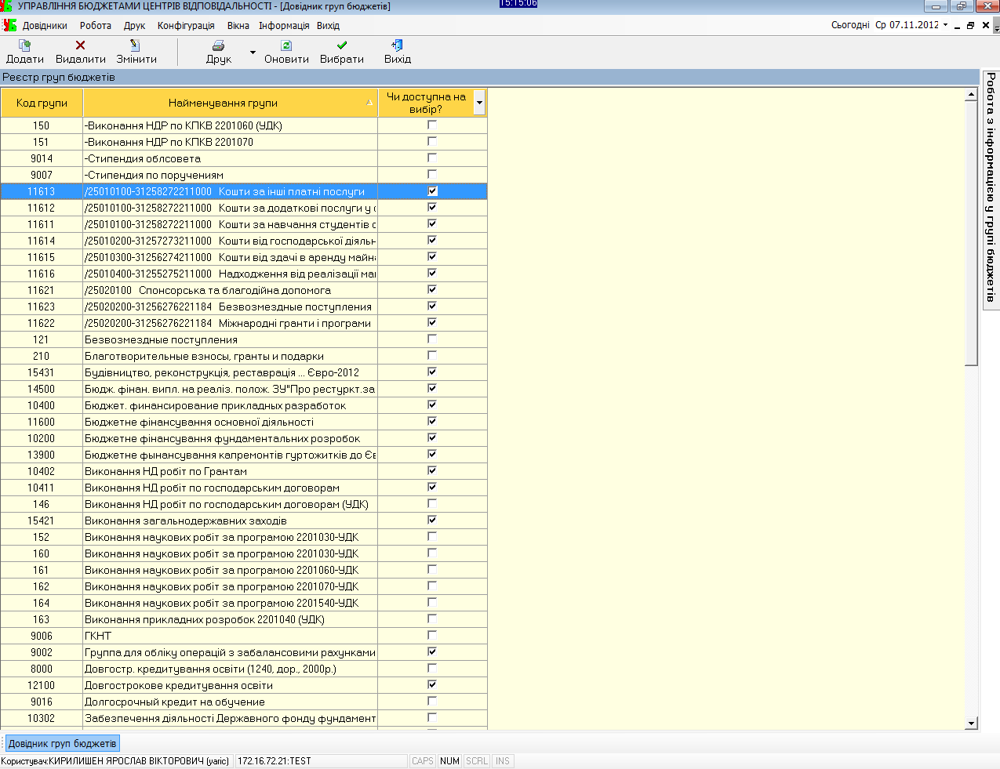 УПРАВЛІННЯ БЮДЖЕТАМИ ЦЕНТРІВ ВІДПОВІДАЛЬНОСТІ - [Довідник груп бюджетів]
15:15:06
Довідники Робота Друк Конфігурація Вікна Інформація Вихід
Сьогодні Ср 07.11.2012
Додати Видалити Змінити Друк Оновити Вибрати Вихід
Реєстр груп бюджетів
Код групи Найменування групи Чи доступна на вибір?
150 -Виконання НДР по КПКВ 2201060 (УДК)
151 -Виконання НДР по КПКВ 2201070
9014 -Стипендия облсовета
9007 -Стипендия по поручениям
11613 /25010100-31258272211000 Кошти за інші платні послуги
11612 /25010100-31258272211000 Кошти за додаткові послуги у
11611 /25010100-31258272211000 Кошти за навчання студентів
11614 /25010200-31257273211000 Кошти від господарської діяльн
11615 /25010300-31256274211000 Кошти від здачі в аренду майн
11616 /25010400-31255275211000 Надходження від реалізації ма
11621 /25020100 Спонсорська та благодійна допомога
11623 /25020200-31256276221184 Безвозмездные поступления
11622 /25020200-31256276221184 Міжнародні гранти і програми
121 Безвозмездные поступления
210 Благотворительные взносы, гранты и подарки
15431 Будівництво, реконструкція, реставрація ... Євро-2012
14500 Бюдж. фінан. випл. на реаліз. полож. ЗУ"Про рестуркт.за
10400 Бюджет. финансирование прикладных разработок
11600 Бюджетне фінансування основної діяльності
10200 Бюджетне фінансування фундаментальних розробок
13900 Бюджетне фынансування капремонтів гуртожитків до Єв
10402 Виконання НД робіт по Грантам
10411 Виконання НД робіт по господарським договорам
146 Виконання НД робіт по господарським договорам (УДК)
15421 Виконання загальнодержавних заходів
152 Виконання наукових робіт за програмою 2201030-УДК
160 Виконання наукових робіт за програмою 2201030-УДК
161 Виконання наукових робіт за програмою 2201060-УДК
162 Виконання наукових робіт за програмою 2201070-УДК
164 Виконання наукових робіт за програмою 2201540-УДК
163 Виконання прикладних розробок 2201040 (УДК)
9006 ГКНТ
9002 Группа для обліку операцій з забалансовими рахунками
8000 Довгостр. кредитування освіти (1240, дор., 2000р.)
12100 Довгострокове кредитування освіти
9016 Долгосрочный кредит на обучение
10302 Забезпечення діяльності Державного фонду фундамент
Робота з інформацією у групі бюджетів
Довідник груп бюджетів
Користувач:КИРИЛИШЕН ЯРОСЛАВ ВІКТОРОВИЧ (yaric) 172.16.72.21:TEST CAPS NUM SCRL INS